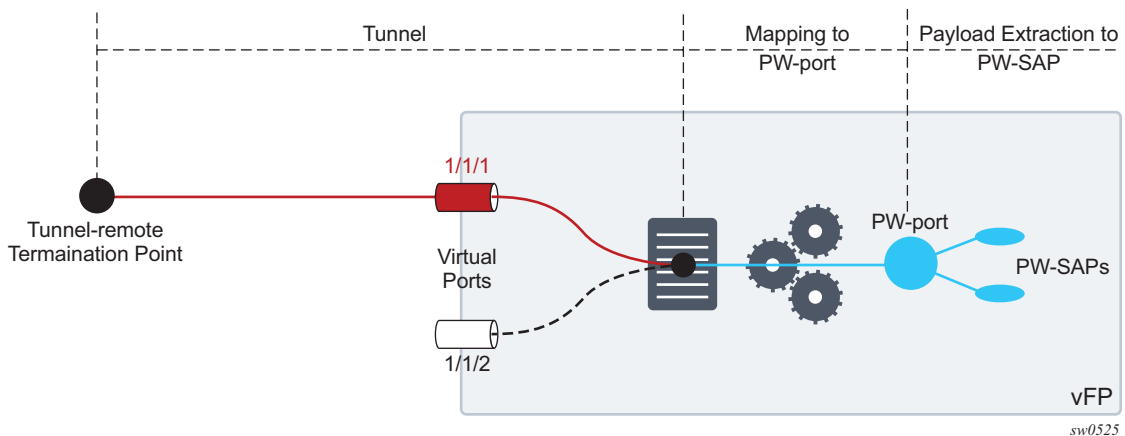 Tunnel
Mapping to
PW-port
Payload Extraction to
PW-SAP
1/1/1
Tunnel-remote
Termaination Point
Virtual
Ports
PW-port
PW-SAPs
1/1/2
vFP
sw0525